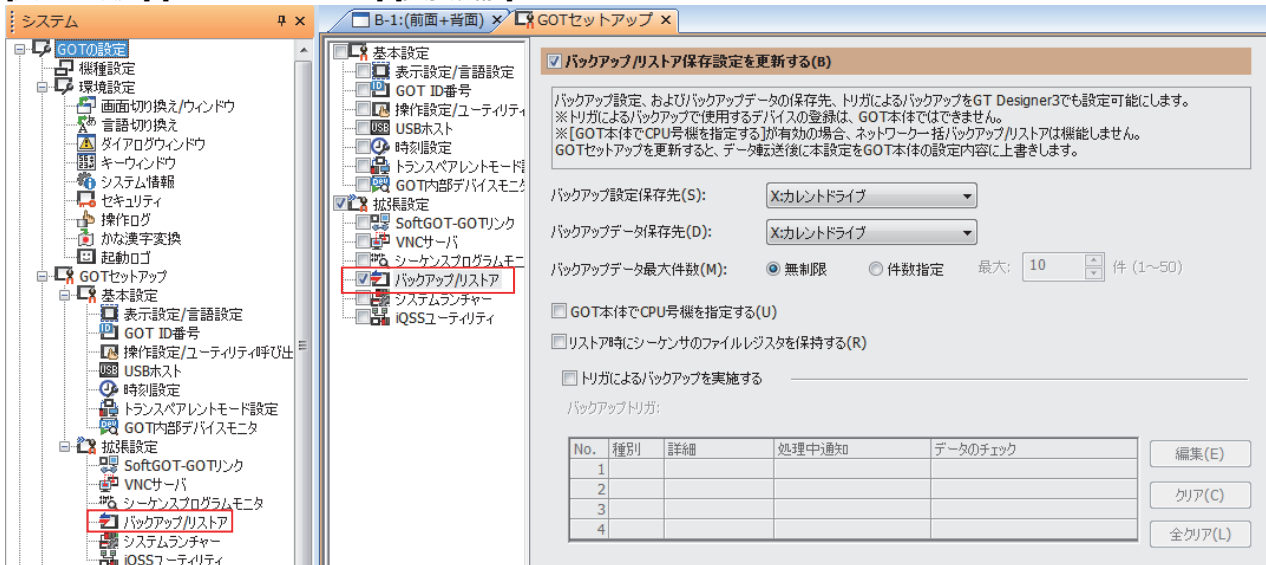 システム
GOTの設定
機種設定
環境設定
画面切り換え/ウィンドウ
言語切り換え
ダイアログウィンドウ
キーウィンドウ
システム情報
セキュリティ
操作ログ
かな漢字変換
起動ロゴ
GOTセットアップ
基本設定
表示設定/言語設定
GOT ID番号
操作設定/ユーティリティ呼び出
USBホスト
時刻設定
トランスペアレントモード設定
GOT内部デバイスモニタ
拡張設定
SoftGOT-GOTリンク
VNCサーバ
シーケンスプログラムモニタ
バックアップ/リストア
システムランチャー
iQSSユーティリティ
B-1:(前面+背面)
GOTセットアップ
基本設定
表示設定/言語設定
GOT ID番号
操作設定/ユーティリティ
USBホスト
時刻設定
トランスペアレントモード
GOT内部デバイスモニ
拡張設定
SoftGOT-GOTリンク
VNCサーバ
シーケンスプログラムモニ
バックアップ/リストア
システムランチャー
iQSSユーティリティ
バックアップ/リストア保存設定を更新する(B)
バックアップ設定、およびバックアップデータの保存先、トリガによるバックアップをGT Designer3でも設定可能にします。
※トリガによるバックアップで使用するデバイスの登録は、GOT本体ではできません。
※[GOT本体でCPU号機を指定する]が有効の場合、ネットワーク一括バックアップ/リストアは機能しません。
GOTセットアップを更新すると、データ転送後に本設定をGOT本体の設定内容に上書きします。
バックアップ設定保存先(S): X:カレントドライブ
バックアップデータ保存先(D): X:カレントドライブ
バックアップデータ最大件数(M): 無制限 件数指定 最大: 10 件 (1～50)
GOT本体でCPU号機を指定する(U)
リストア時にシーケンサのファイルレジスタを保持する(R)
トリガによるバックアップを実施する
バックアップトリガ:
No. 種別 詳細 処理中通知 データのチェック
1
2
3
4
編集(E)
クリア(C)
全クリア(L)